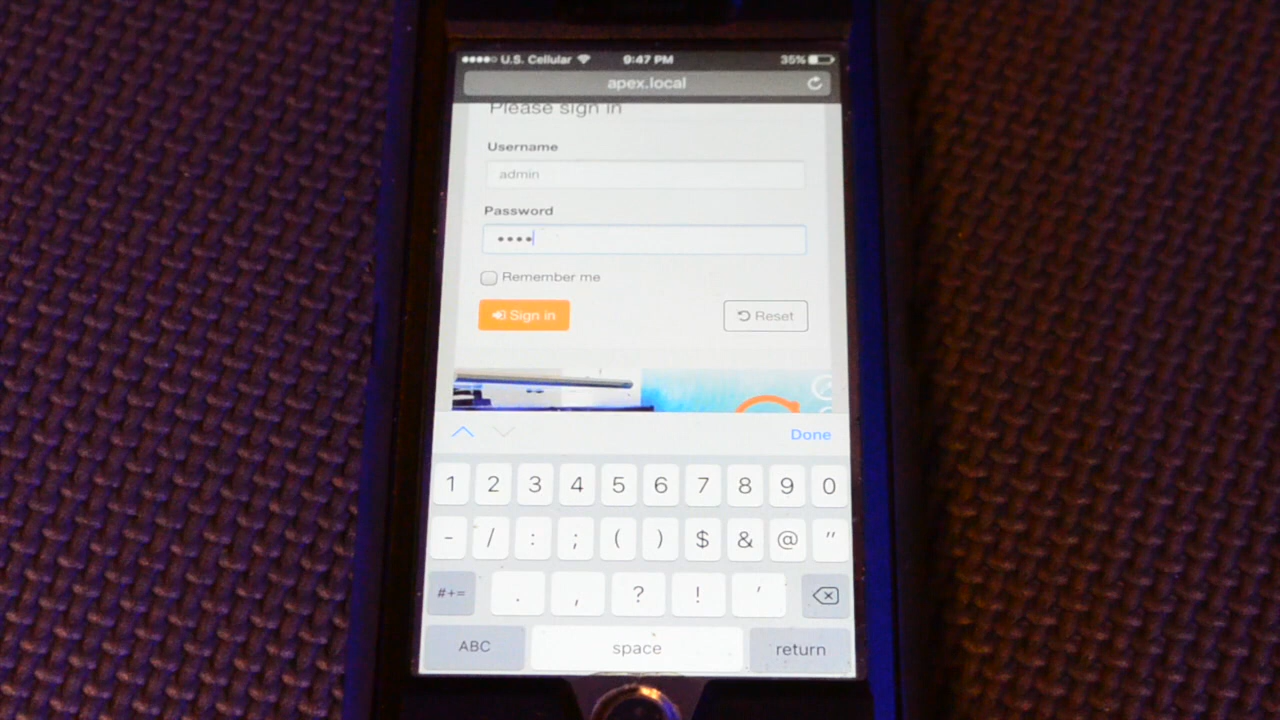 U.S. Cellular 9:47 PM 35%
apex.local
Please sign in
Username
admin
Password
••••
Remember me
Sign in Reset
Done
1 2 3 4 5 6 7 8 9 0
- / : ; ( ) $ & @ "
#+= . , ? ! '
ABC space return